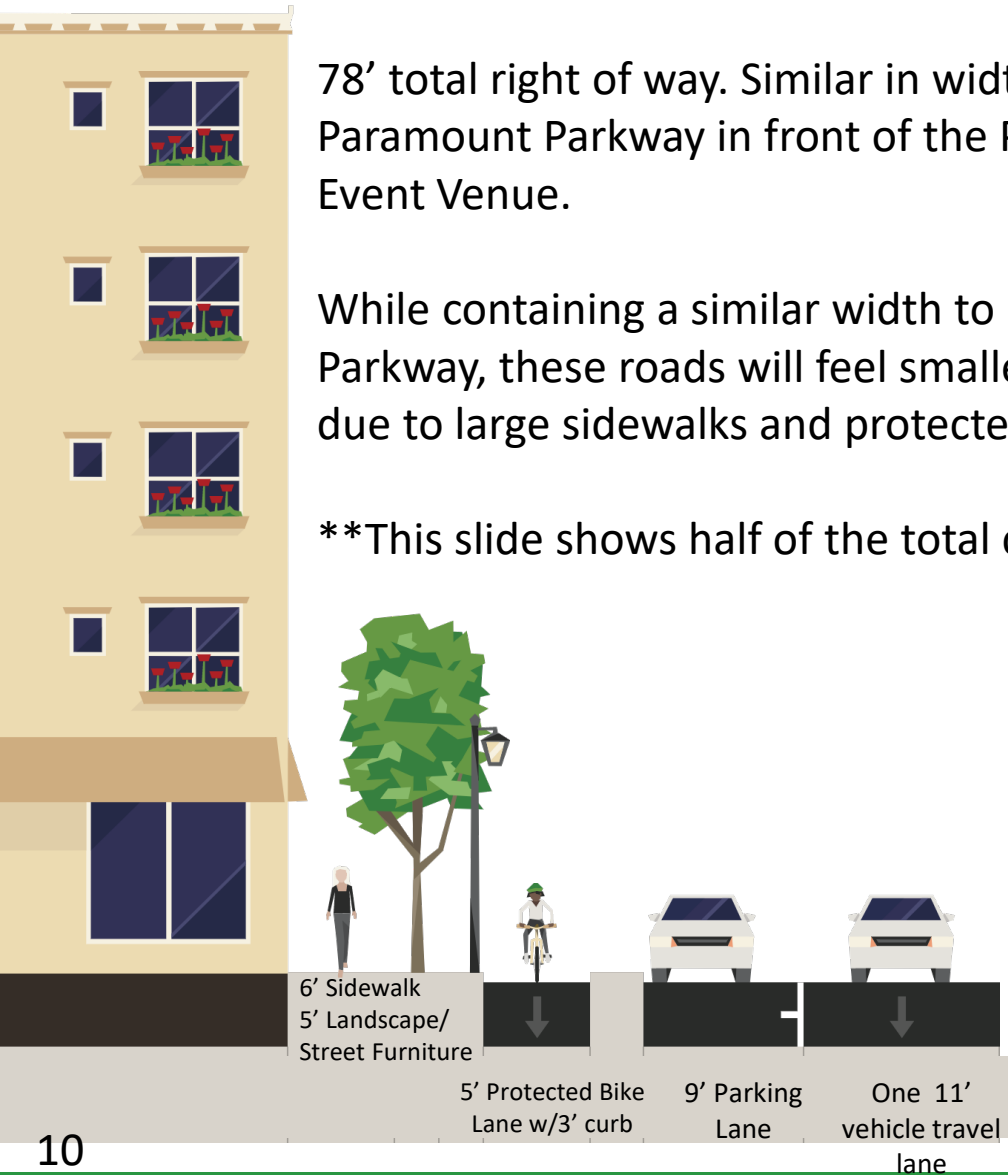 78’ total right of way. Similar in
Paramount Parkway in front of the
Event Venue.
While containing a similar width to
Parkway, these roads will feel
due to large sidewalks and
**This slide shows half of the total
6’ Sidewalk
5’ Landscape/
Street Furniture
5’ Protected Bike
Lane w/3’ curb
9’ Parking
Lane
One 11’
vehicle travel
lane
10